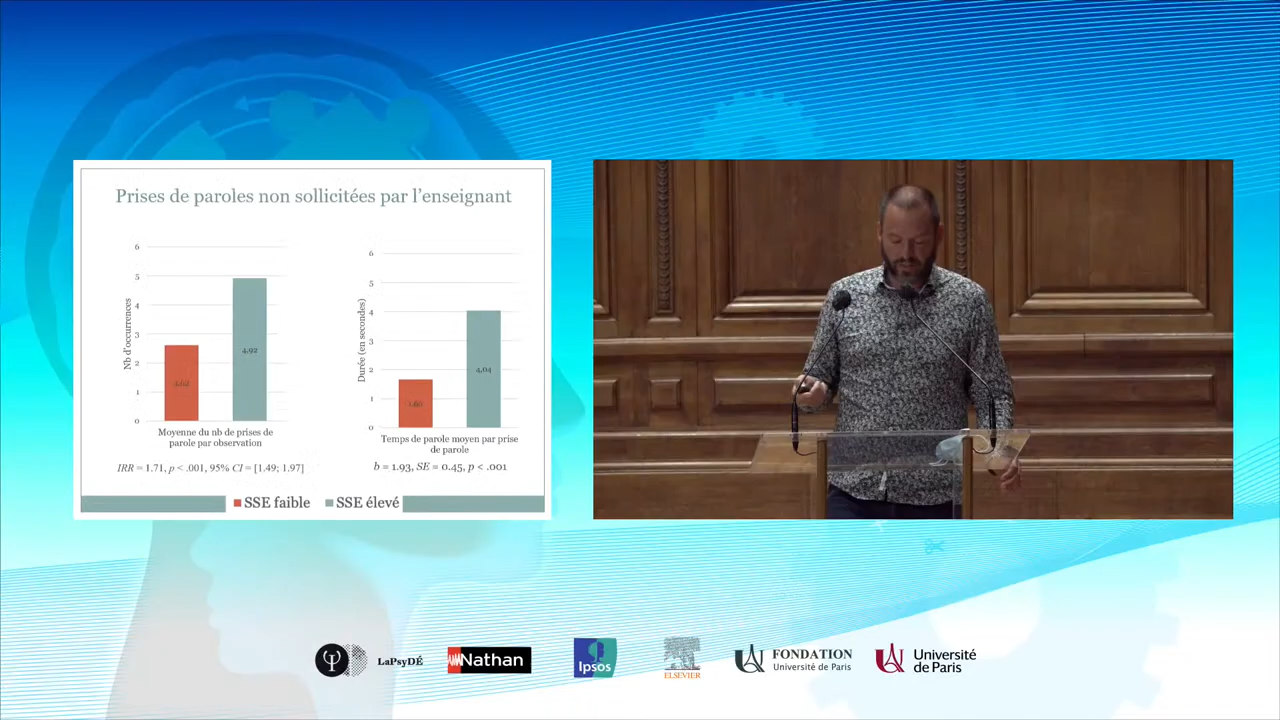 Prises de paroles non sollicitées par l'enseignant
6
5
4
3
2
1
0
Nb d'occurrences
4,92
Moyenne du nb de prises de
parole par observation
IRR = 1.71, p < .001, 95% CI = [1.49; 1.97]
6
5
4
3
2
1
0
Durée (en secondes)
4,04
Temps de parole moyen par prise
de parole
b = 1.93, SE = 0.45, p < .001
SSE faible
SSE élevé
LaPsyDÉ
Nathan
Ipsos
ELSEVIER
FONDATION
Université de Paris
Université
de Paris